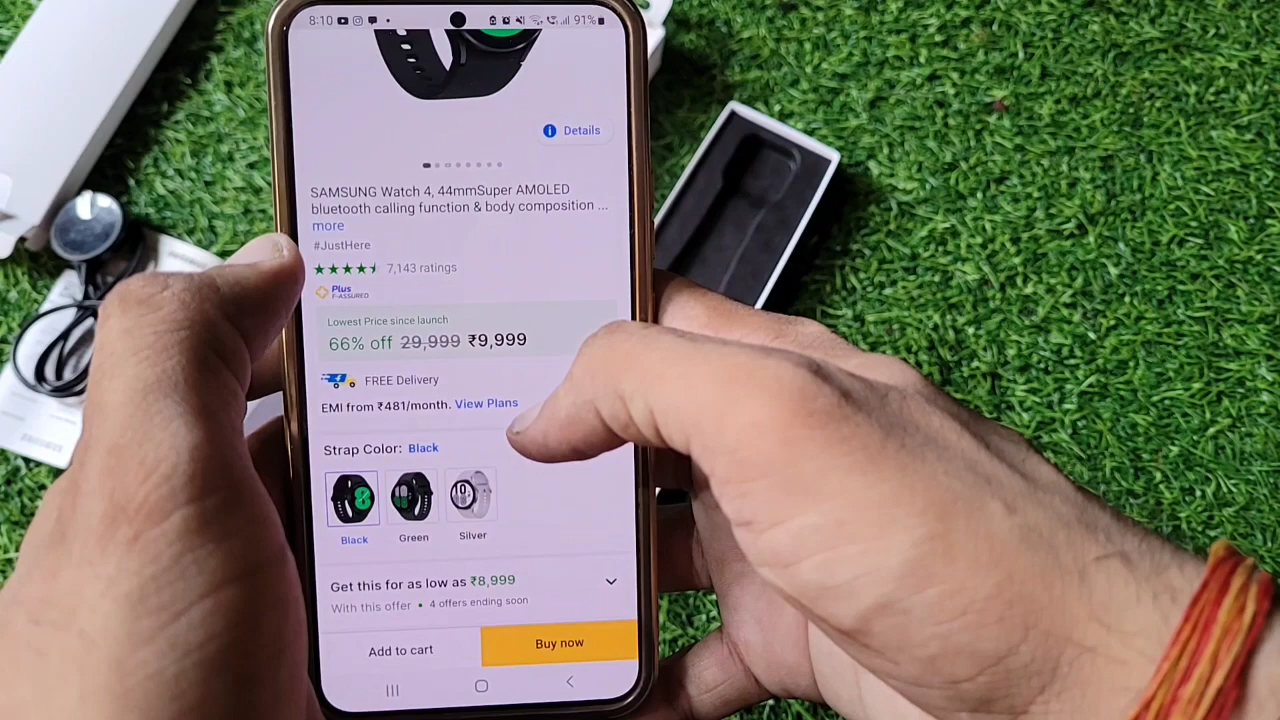 8:10
91%
Details
SAMSUNG Watch 4, 44mmSuper AMOLED
bluetooth calling function & body composition ...
more
#JustHere
7,143 ratings
Plus
F-ASSURED
Lowest Price since launch
66% off 29,999 ₹9,999
FREE Delivery
EMI from ₹481/month. View Plans
Strap Color: Black
Black
Green
Silver
Get this for as low as ₹8,999
With this offer • 4 offers ending soon
Add to cart
Buy now